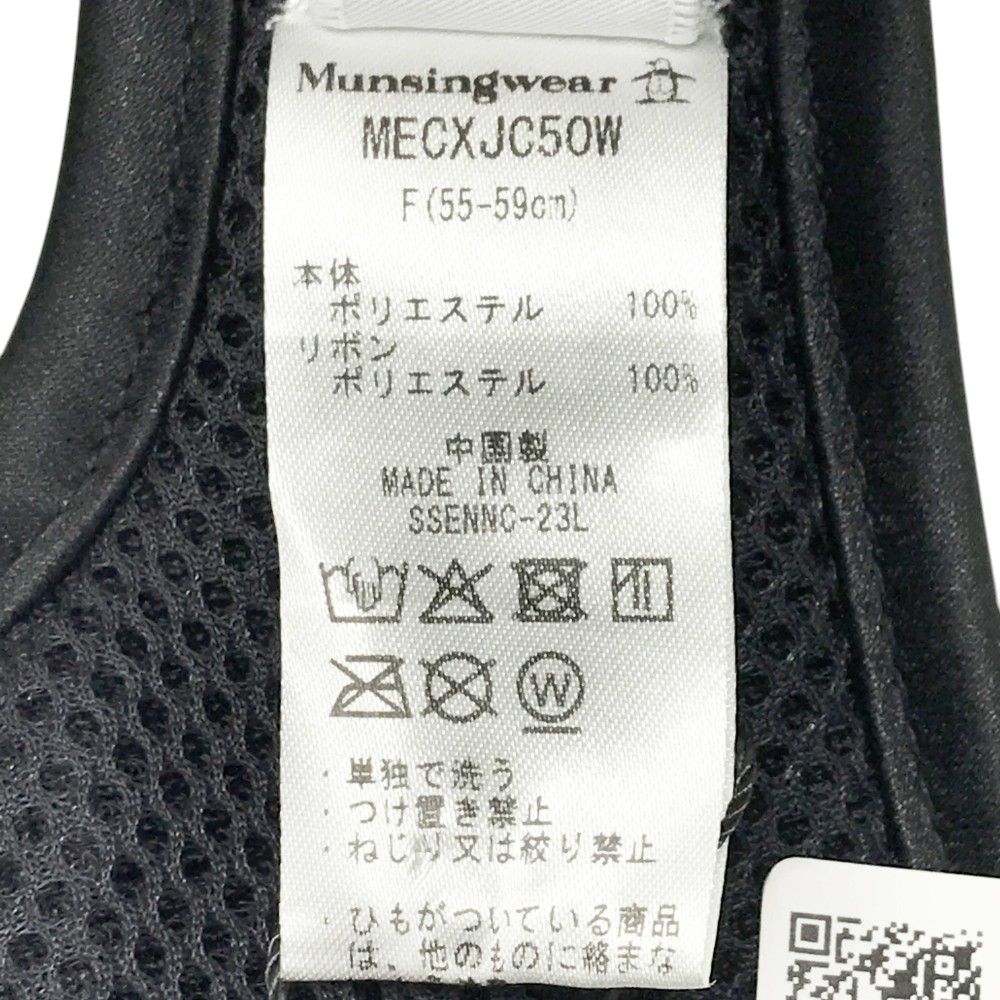 Munsingwear
MECXJC50W
F(55-59cm)
本体
ポリエステル 100%
リボン
ポリエステル 100%
中国製
MADE IN CHINA
SSENNC-23L
W
・単独で洗う
・つけ置き禁止
・ねじり又は絞り禁止
・ひもがついている商品
は、他のものに絡まな